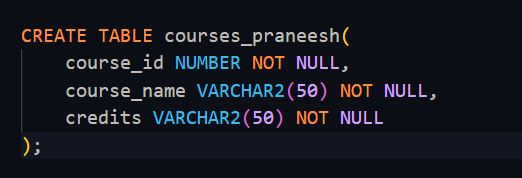 CREATE TABLE courses_praneesh(
    course_id NUMBER NOT NULL,
    course_name VARCHAR2(50) NOT NULL,
    credits VARCHAR2(50) NOT NULL
);